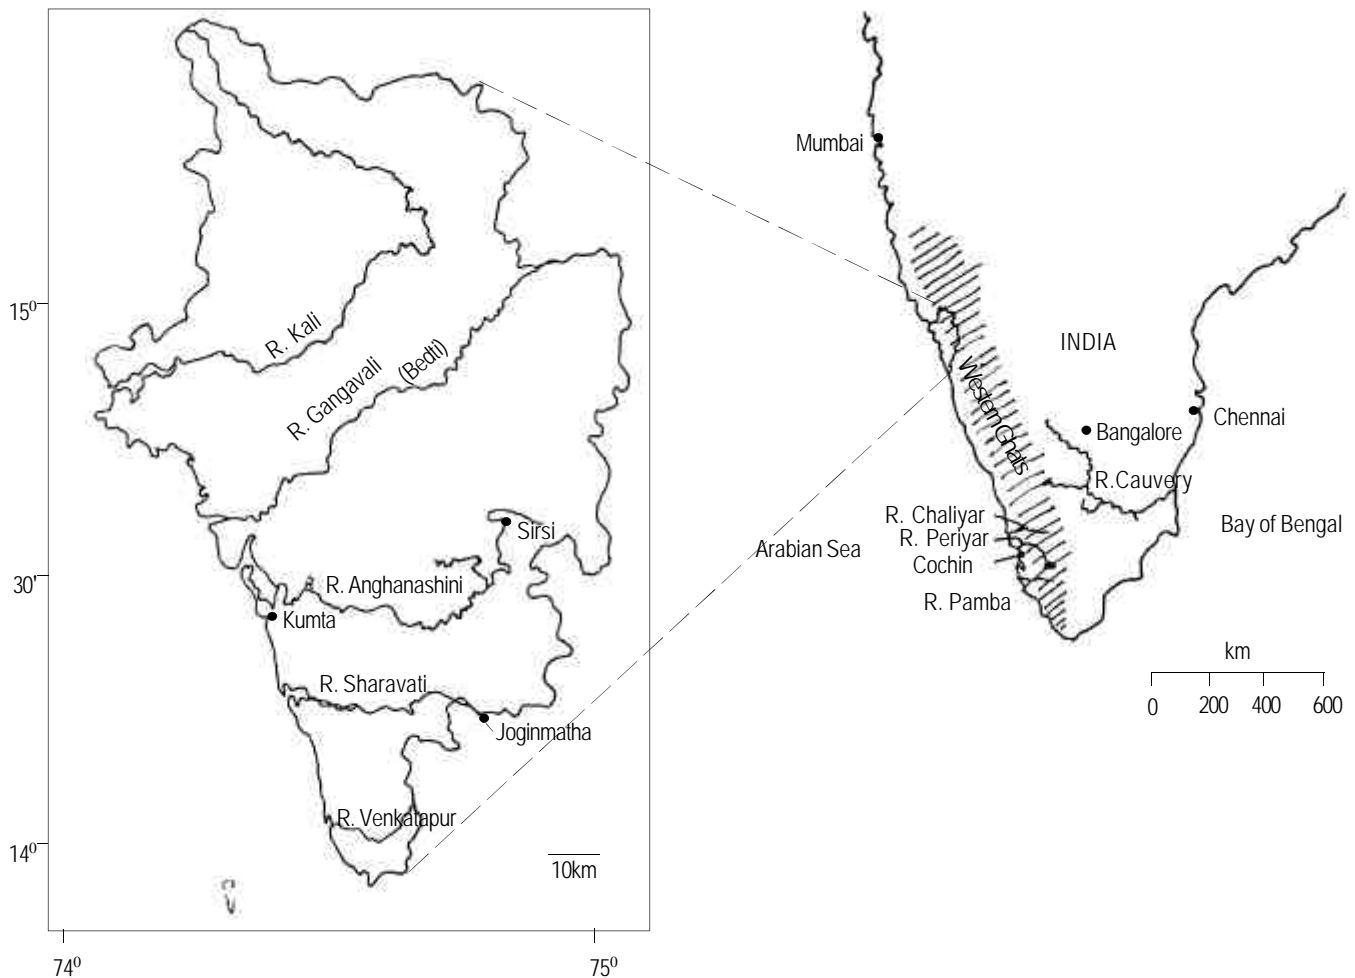 15⁰
30'
14⁰
74⁰
75⁰
R. Kali
R. Gangavali
(Bedti)
Sirsi
R. Anghanashini
Kumta
R. Sharavati
Joginmatha
R. Venkatapur
10km
Mumbai
INDIA
Western Ghats
Bangalore
Chennai
R.Cauvery
R. Chaliyar
R. Periyar
Cochin
R. Pamba
Arabian Sea
Bay of Bengal
km
0 200 400 600